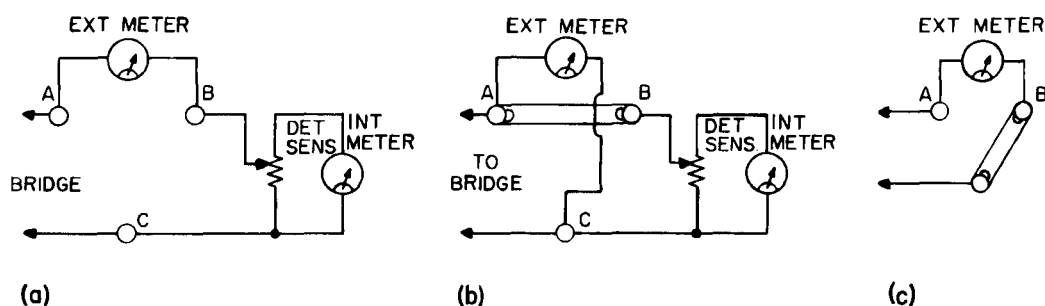 EXT METER
A
B
DET
SENS
INT
METER
BRIDGE
C
(a)
EXT METER
A
B
DET
SENS.
INT
METER
TO
BRIDGE
C
(b)
EXT METER
A
B
(c)